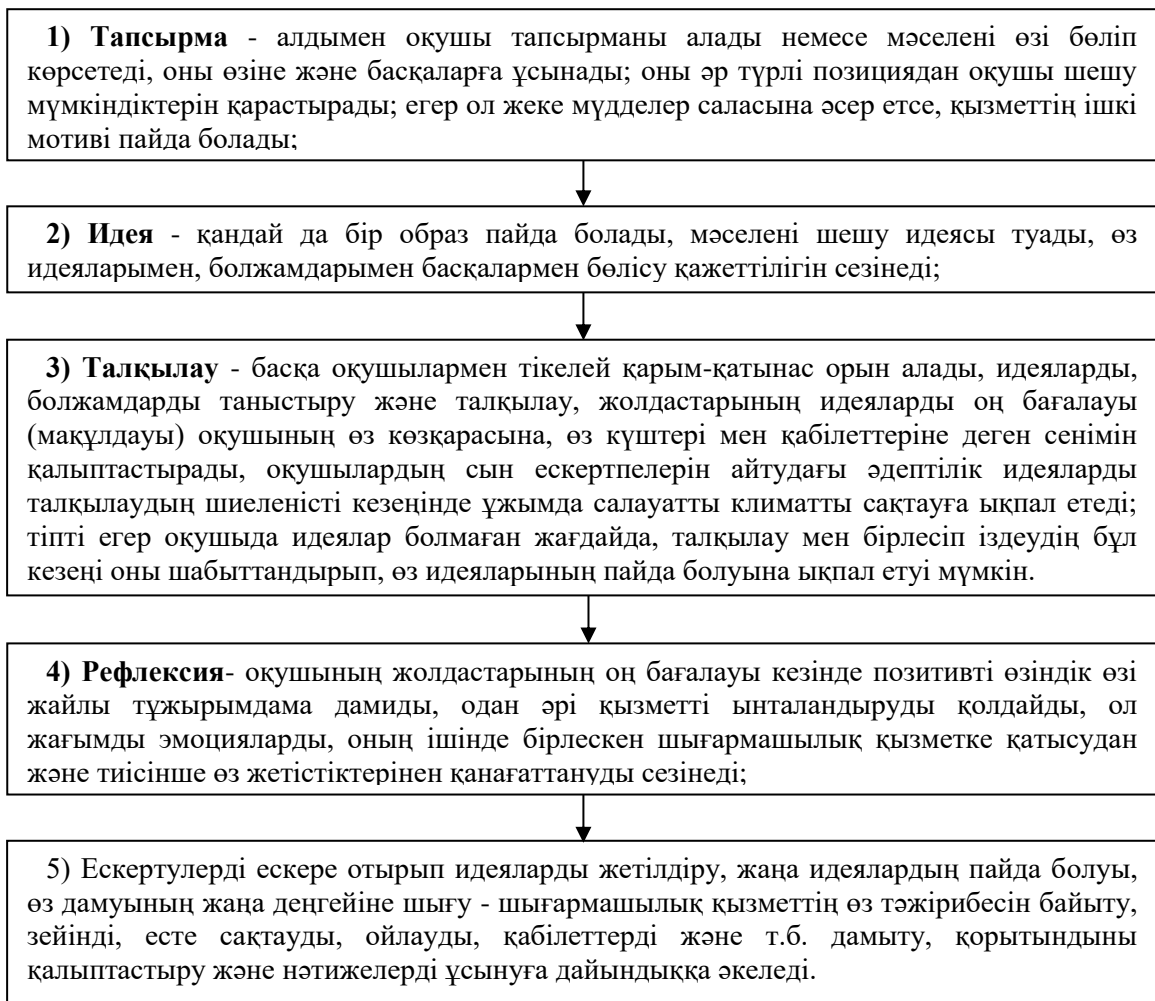 1) Тапсырма - алдымен оқушы тапсырманы алады немесе мәселені өзі бөліп
көрсетеді, оны өзіне және басқаларға ұсынады; оны әр түрлі позициядан оқушы шешу
мүмкіндіктерін қарастырады; егер ол жеке мүдделер саласына әсер етсе, қызметтің ішкі
мотиві пайда болады;
2) Идея - қандай да бір образ пайда болады, мәселені шешу идеясы туады, өз
идеяларымен, болжамдарымен басқалармен бөлісу қажеттілігін сезінеді;
3) Талқылау - басқа оқушылармен тікелей қарым-қатынас орын алады, идеяларды,
болжамдарды таныстыру және талқылау, жолдастарының идеяларды оң бағалауы
(мақұлдауы) оқушының өз көзқарасына, өз күштері мен қабілеттеріне деген сенімін
қалыптастырады, оқушылардың сын ескертпелерін айтудағы әдептілік идеяларды
талқылаудың шиеленісті кезеңінде ұжымда салауатты климатты сақтауға ықпал етеді;
тіпті егер оқушыда идеялар болмаған жағдайда, талқылау мен бірлесіп іздеудің бұл
кезеңі оны шабыттандырып, өз идеяларының пайда болуына ықпал етуі мүмкін.
4) Рефлексия- оқушының жолдастарының оң бағалауы кезінде позитивті өзіндік өзі
жайлы тұжырымдама дамиды, одан әрі қызметті ынталандыруды қолдайды, ол
жағымды эмоцияларды, оның ішінде бірлескен шығармашылық қызметке қатысудан
және тиісінше өз жетістіктерінен қанағаттануды сезінеді;
5) Ескертулерді ескере отырып идеяларды жетілдіру, жаңа идеялардың пайда болуы,
өз дамуының жаңа деңгейіне шығу - шығармашылық қызметтің өз тәжірибесін байыту,
зейінді, есте сақтауды, ойлауды, қабілеттерді және т.б. дамыту, қорытындыны
қалыптастыру және нәтижелерді ұсынуға дайындыққа әкеледі.